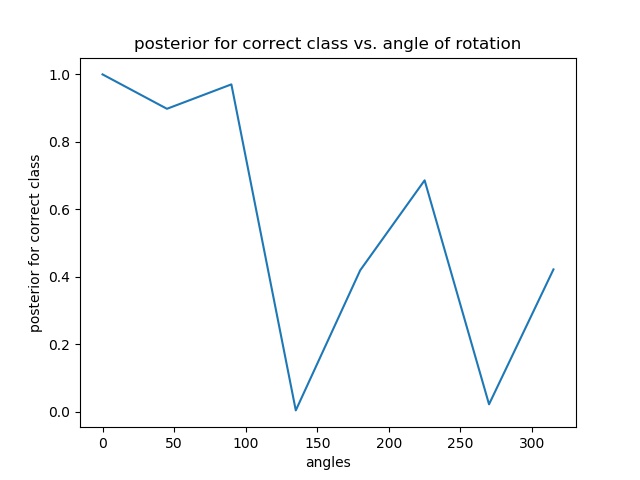 posterior for correct class vs. angle of rotation
posterior for correct class
1.0
0.8
0.6
0.4
0.2
0.0
0 50 100 150 200 250 300
angles